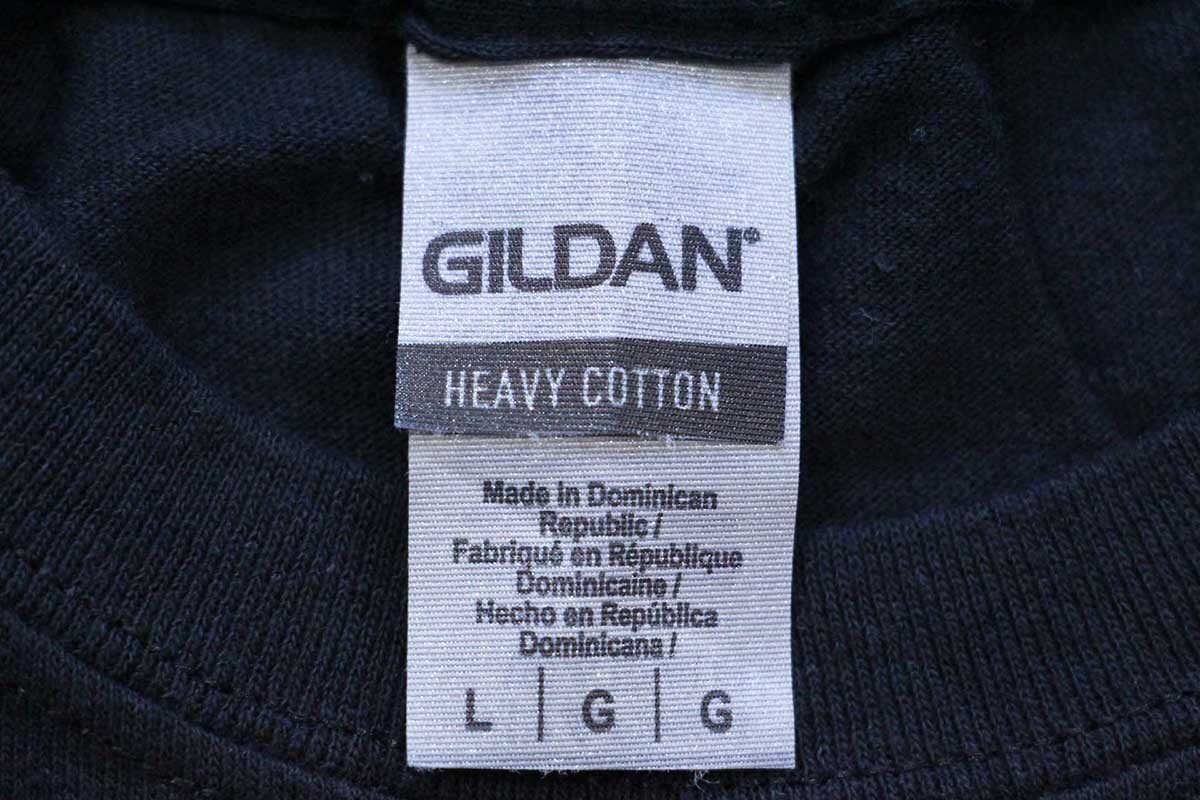 GILDAN®
HEAVY COTTON
Made in Dominican
Republic /
Fabriqué en République
Dominicaine /
Hecho en República
Dominicana /
L | G | G